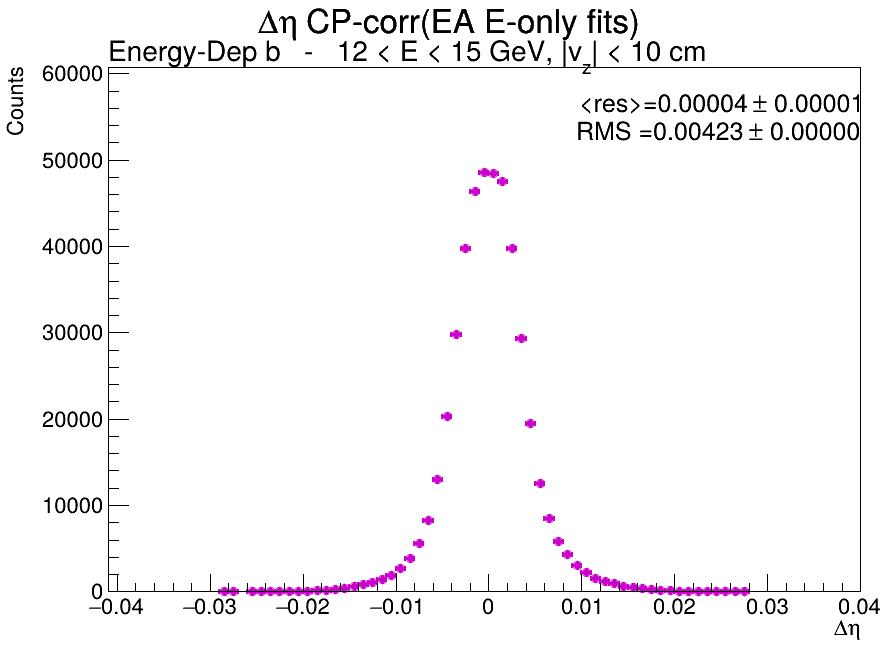 Δη CP-corr(EA E-only fits)
Energy-Dep b - 12 < E < 15 GeV, |v_z| < 10 cm
<res>=0.00004 ± 0.00001
RMS =0.00423 ± 0.00000
Counts
60000
50000
40000
30000
20000
10000
0
−0.04 −0.03 −0.02 −0.01 0 0.01 0.02 0.03 0.04
Δη